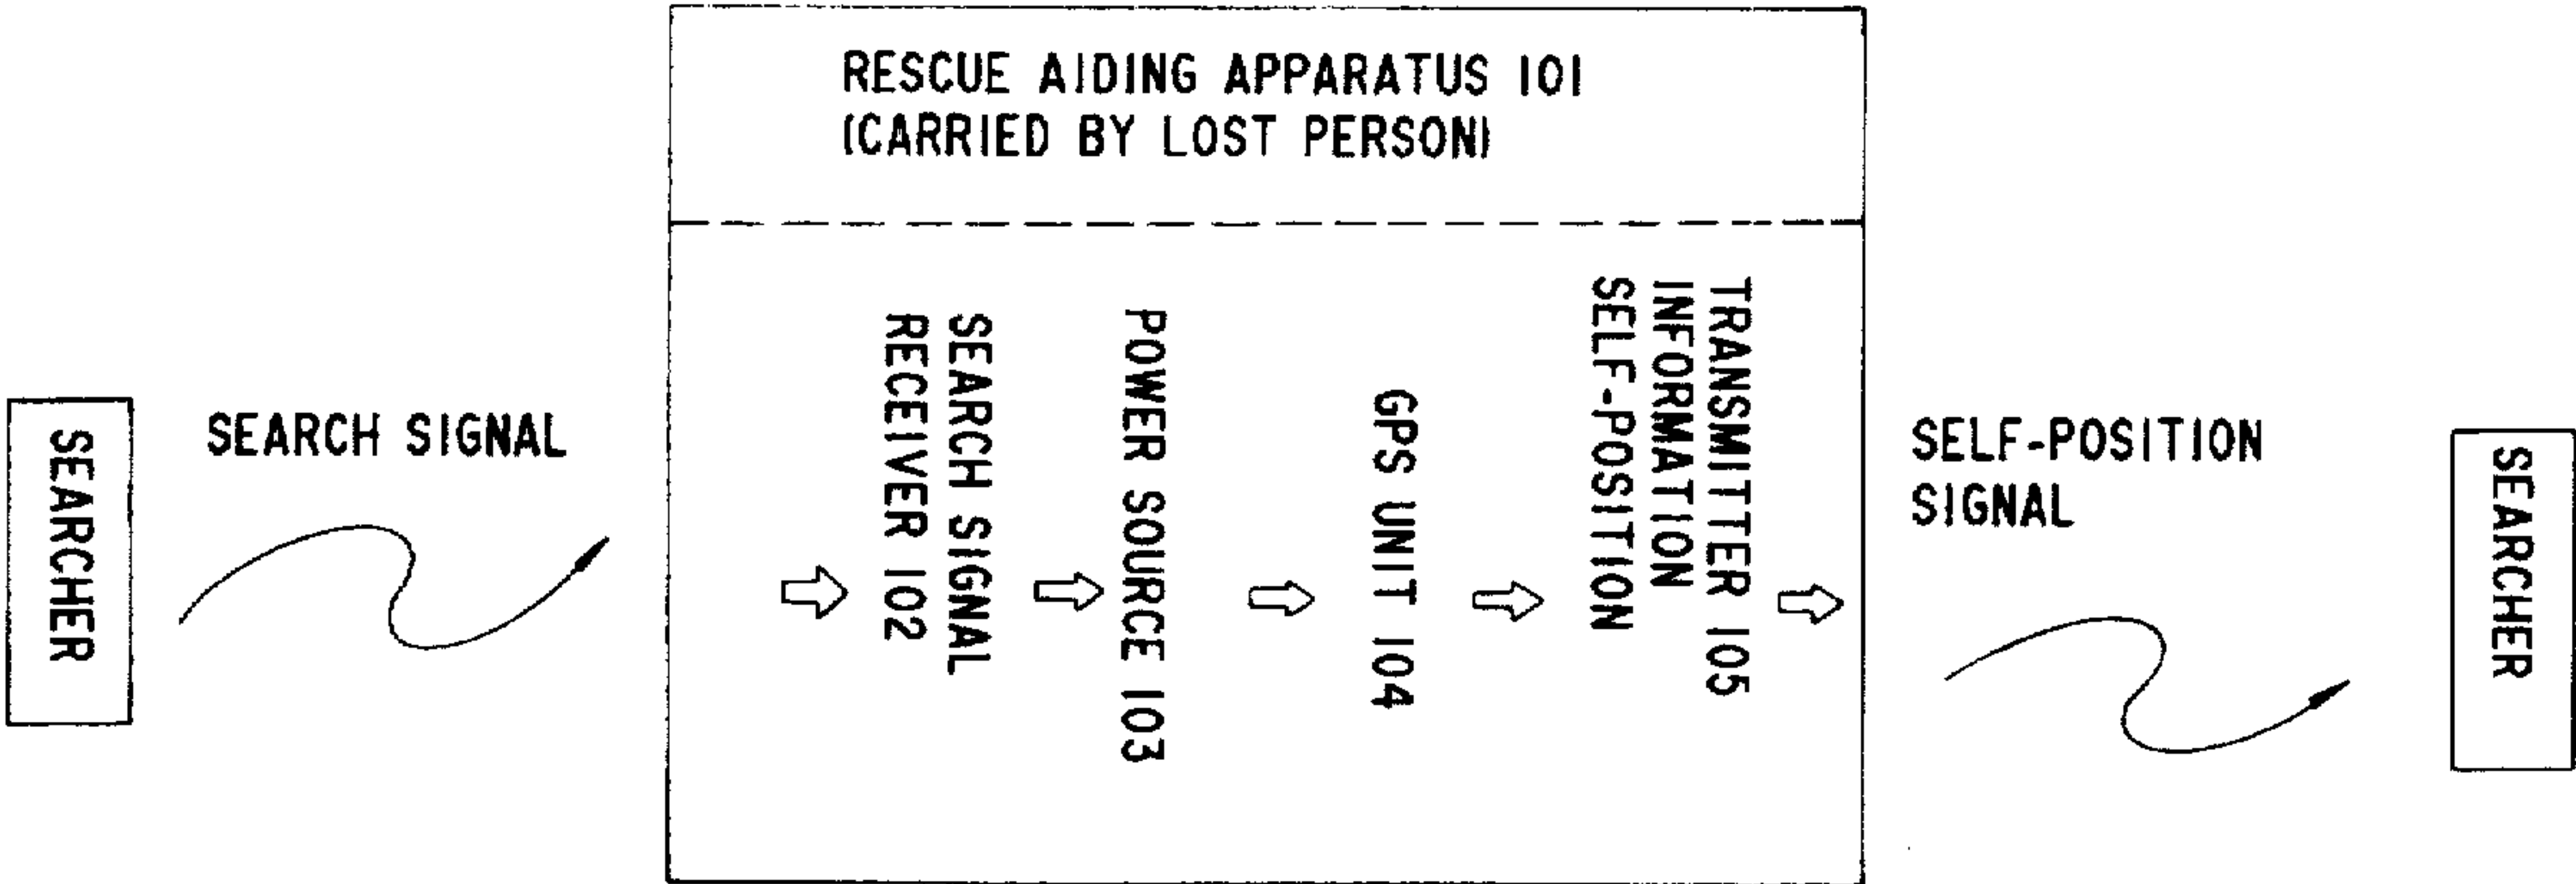 RESCUE AIDING APPARATUS 101
(CARRIED BY LOST PERSON)
SEARCHER
SEARCH SIGNAL
SEARCH SIGNAL
RECEIVER 102
POWER SOURCE 103
GPS UNIT 104
TRANSMITTER 105
INFORMATION
SELF-POSITION
SELF-POSITION
SIGNAL
SEARCHER